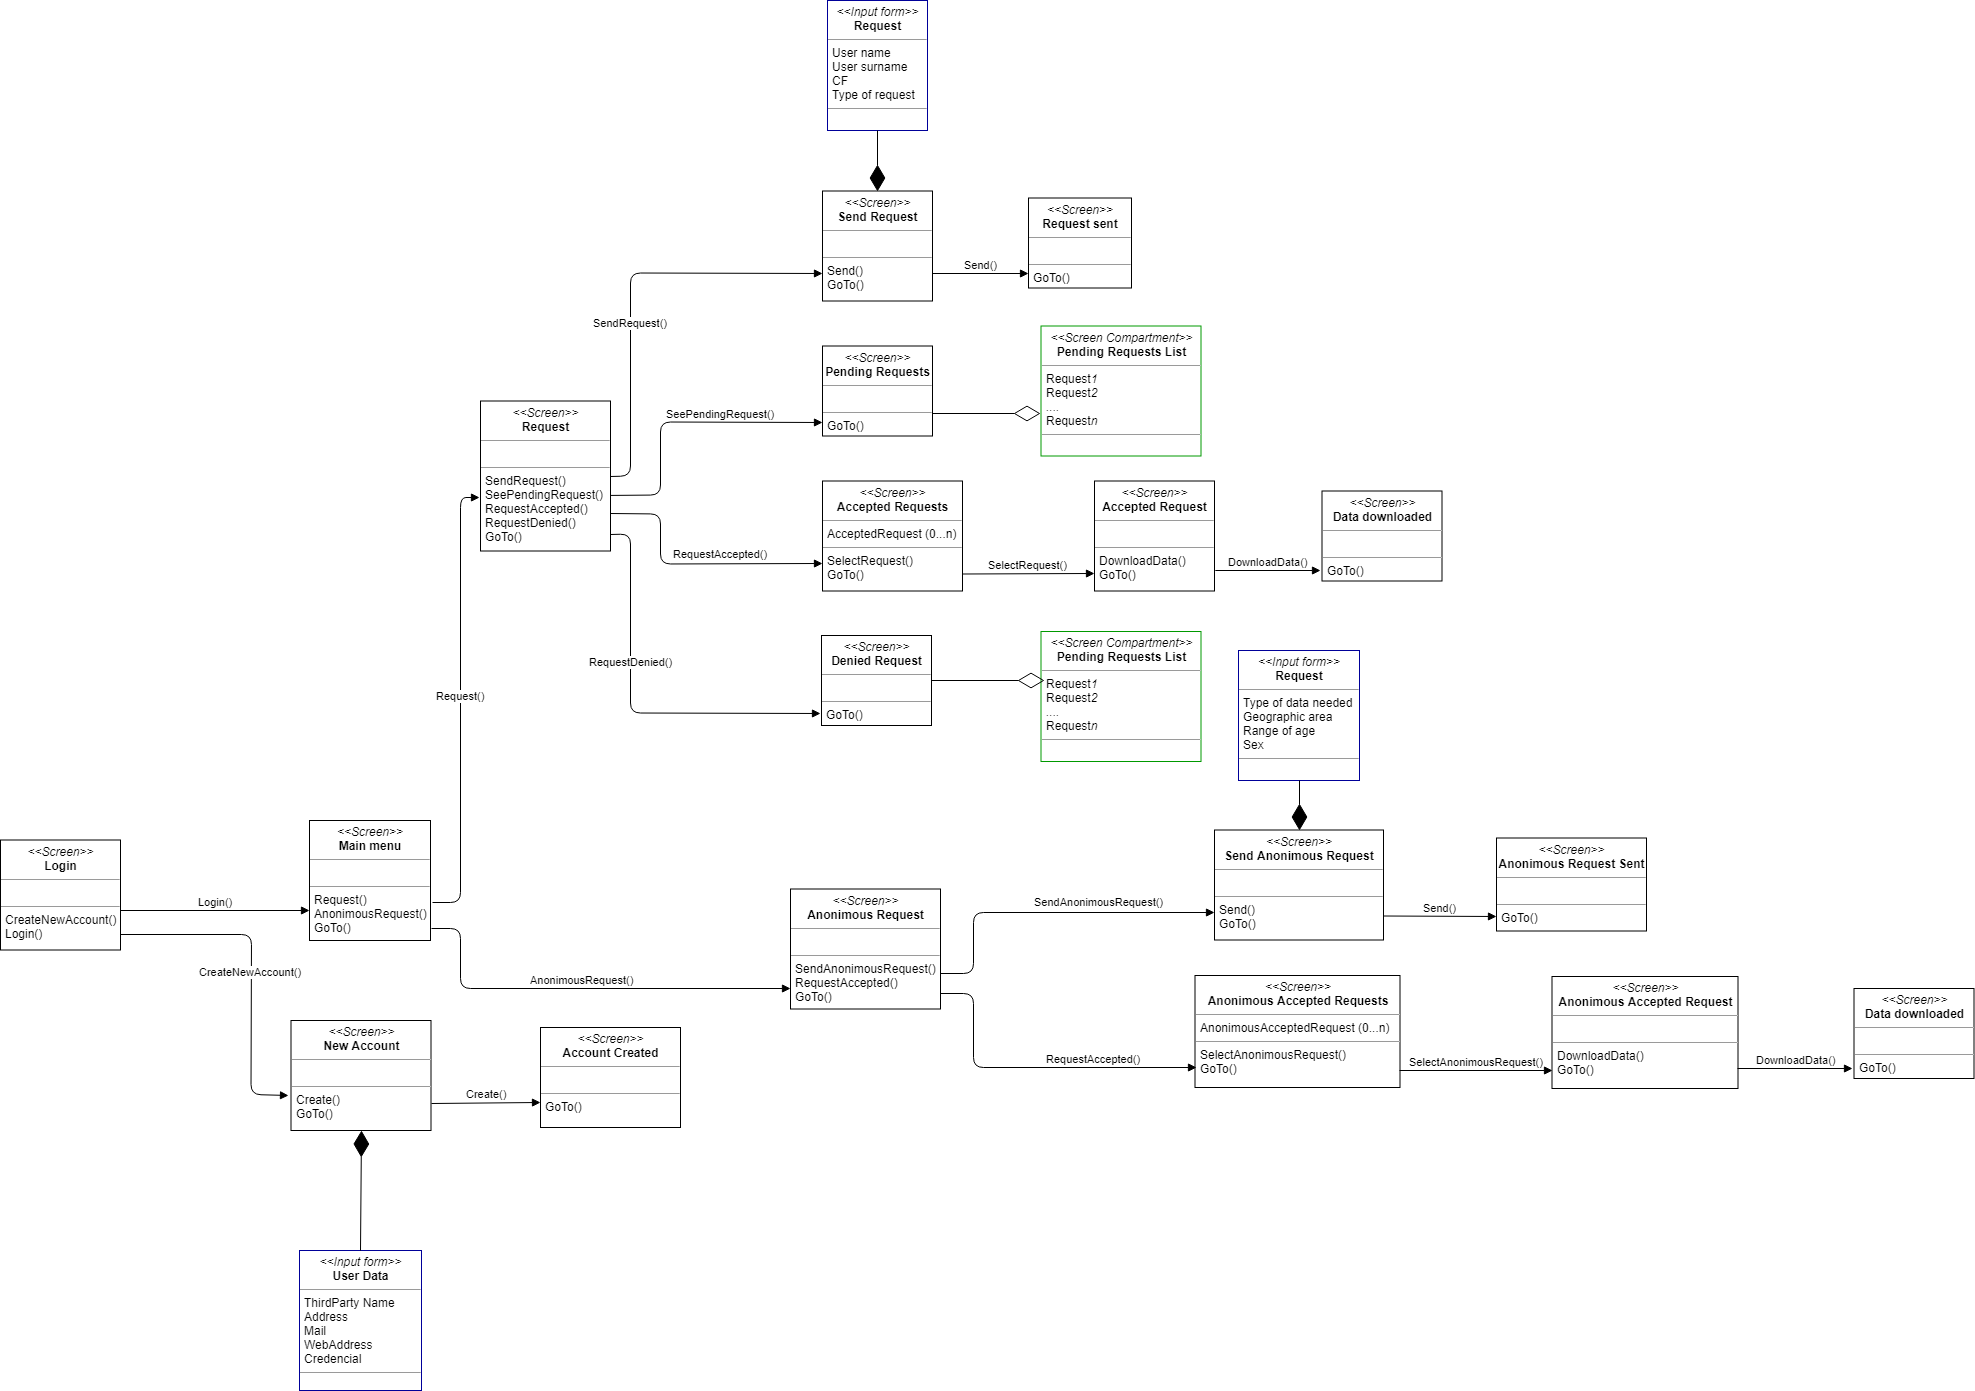 <<Input form>>
Request
User name
User surname
CF
Type of request
<<Screen>>
Send Request
Send()
GoTo()
Send()
<<Screen>>
Request sent
GoTo()
SendRequest()
<<Screen>>
Pending Requests
GoTo()
<<Screen Compartment>>
Pending Requests List
Request1
Request2
....
Requestn
SeePendingRequest()
<<Screen>>
Request
SendRequest()
SeePendingRequest()
RequestAccepted()
RequestDenied()
GoTo()
RequestAccepted()
<<Screen>>
Accepted Requests
AcceptedRequest (0...n)
SelectRequest()
GoTo()
SelectRequest()
<<Screen>>
Accepted Request
DownloadData()
GoTo()
DownloadData()
<<Screen>>
Data downloaded
GoTo()
RequestDenied()
<<Screen>>
Denied Request
GoTo()
<<Screen Compartment>>
Pending Requests List
Request1
Request2
....
Requestn
<<Input form>>
Request
Type of data needed
Geographic area
Range of age
Sex
Request()
<<Screen>>
Login
CreateNewAccount()
Login()
Login()
<<Screen>>
Main menu
Request()
AnonimousRequest()
GoTo()
AnonimousRequest()
<<Screen>>
Anonimous Request
SendAnonimousRequest()
RequestAccepted()
GoTo()
SendAnonimousRequest()
<<Screen>>
Send Anonimous Request
Send()
GoTo()
Send()
<<Screen>>
Anonimous Request Sent
GoTo()
RequestAccepted()
<<Screen>>
Anonimous Accepted Requests
AnonimousAcceptedRequest (0...n)
SelectAnonimousRequest()
GoTo()
SelectAnonimousRequest()
<<Screen>>
Anonimous Accepted Request
DownloadData()
GoTo()
DownloadData()
<<Screen>>
Data downloaded
GoTo()
CreateNewAccount()
<<Screen>>
New Account
Create()
GoTo()
Create()
<<Screen>>
Account Created
GoTo()
<<Input form>>
User Data
ThirdParty Name
Address
Mail
WebAddress
Credencial